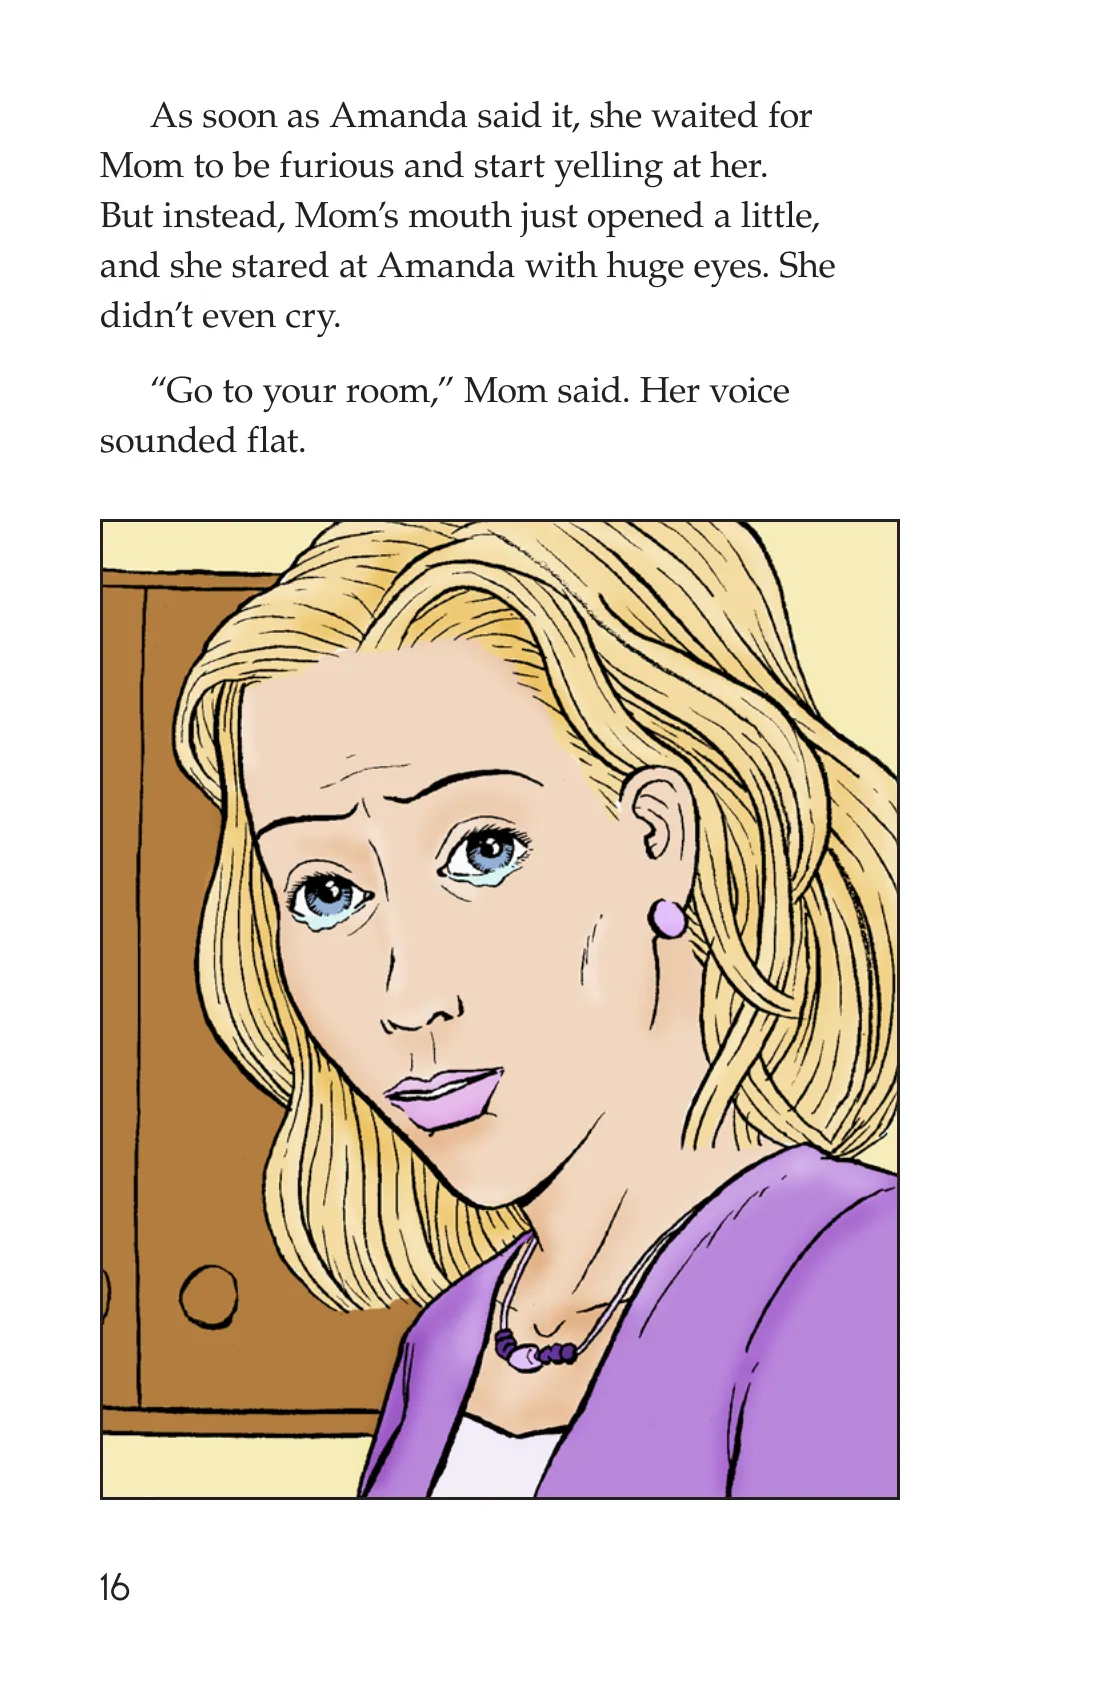 As soon as Amanda said it, she waited for
Mom to be furious and start yelling at her.
But instead, Mom’s mouth just opened a little,
and she stared at Amanda with huge eyes. She
didn’t even cry.
“Go to your room,” Mom said. Her voice
sounded flat.
16